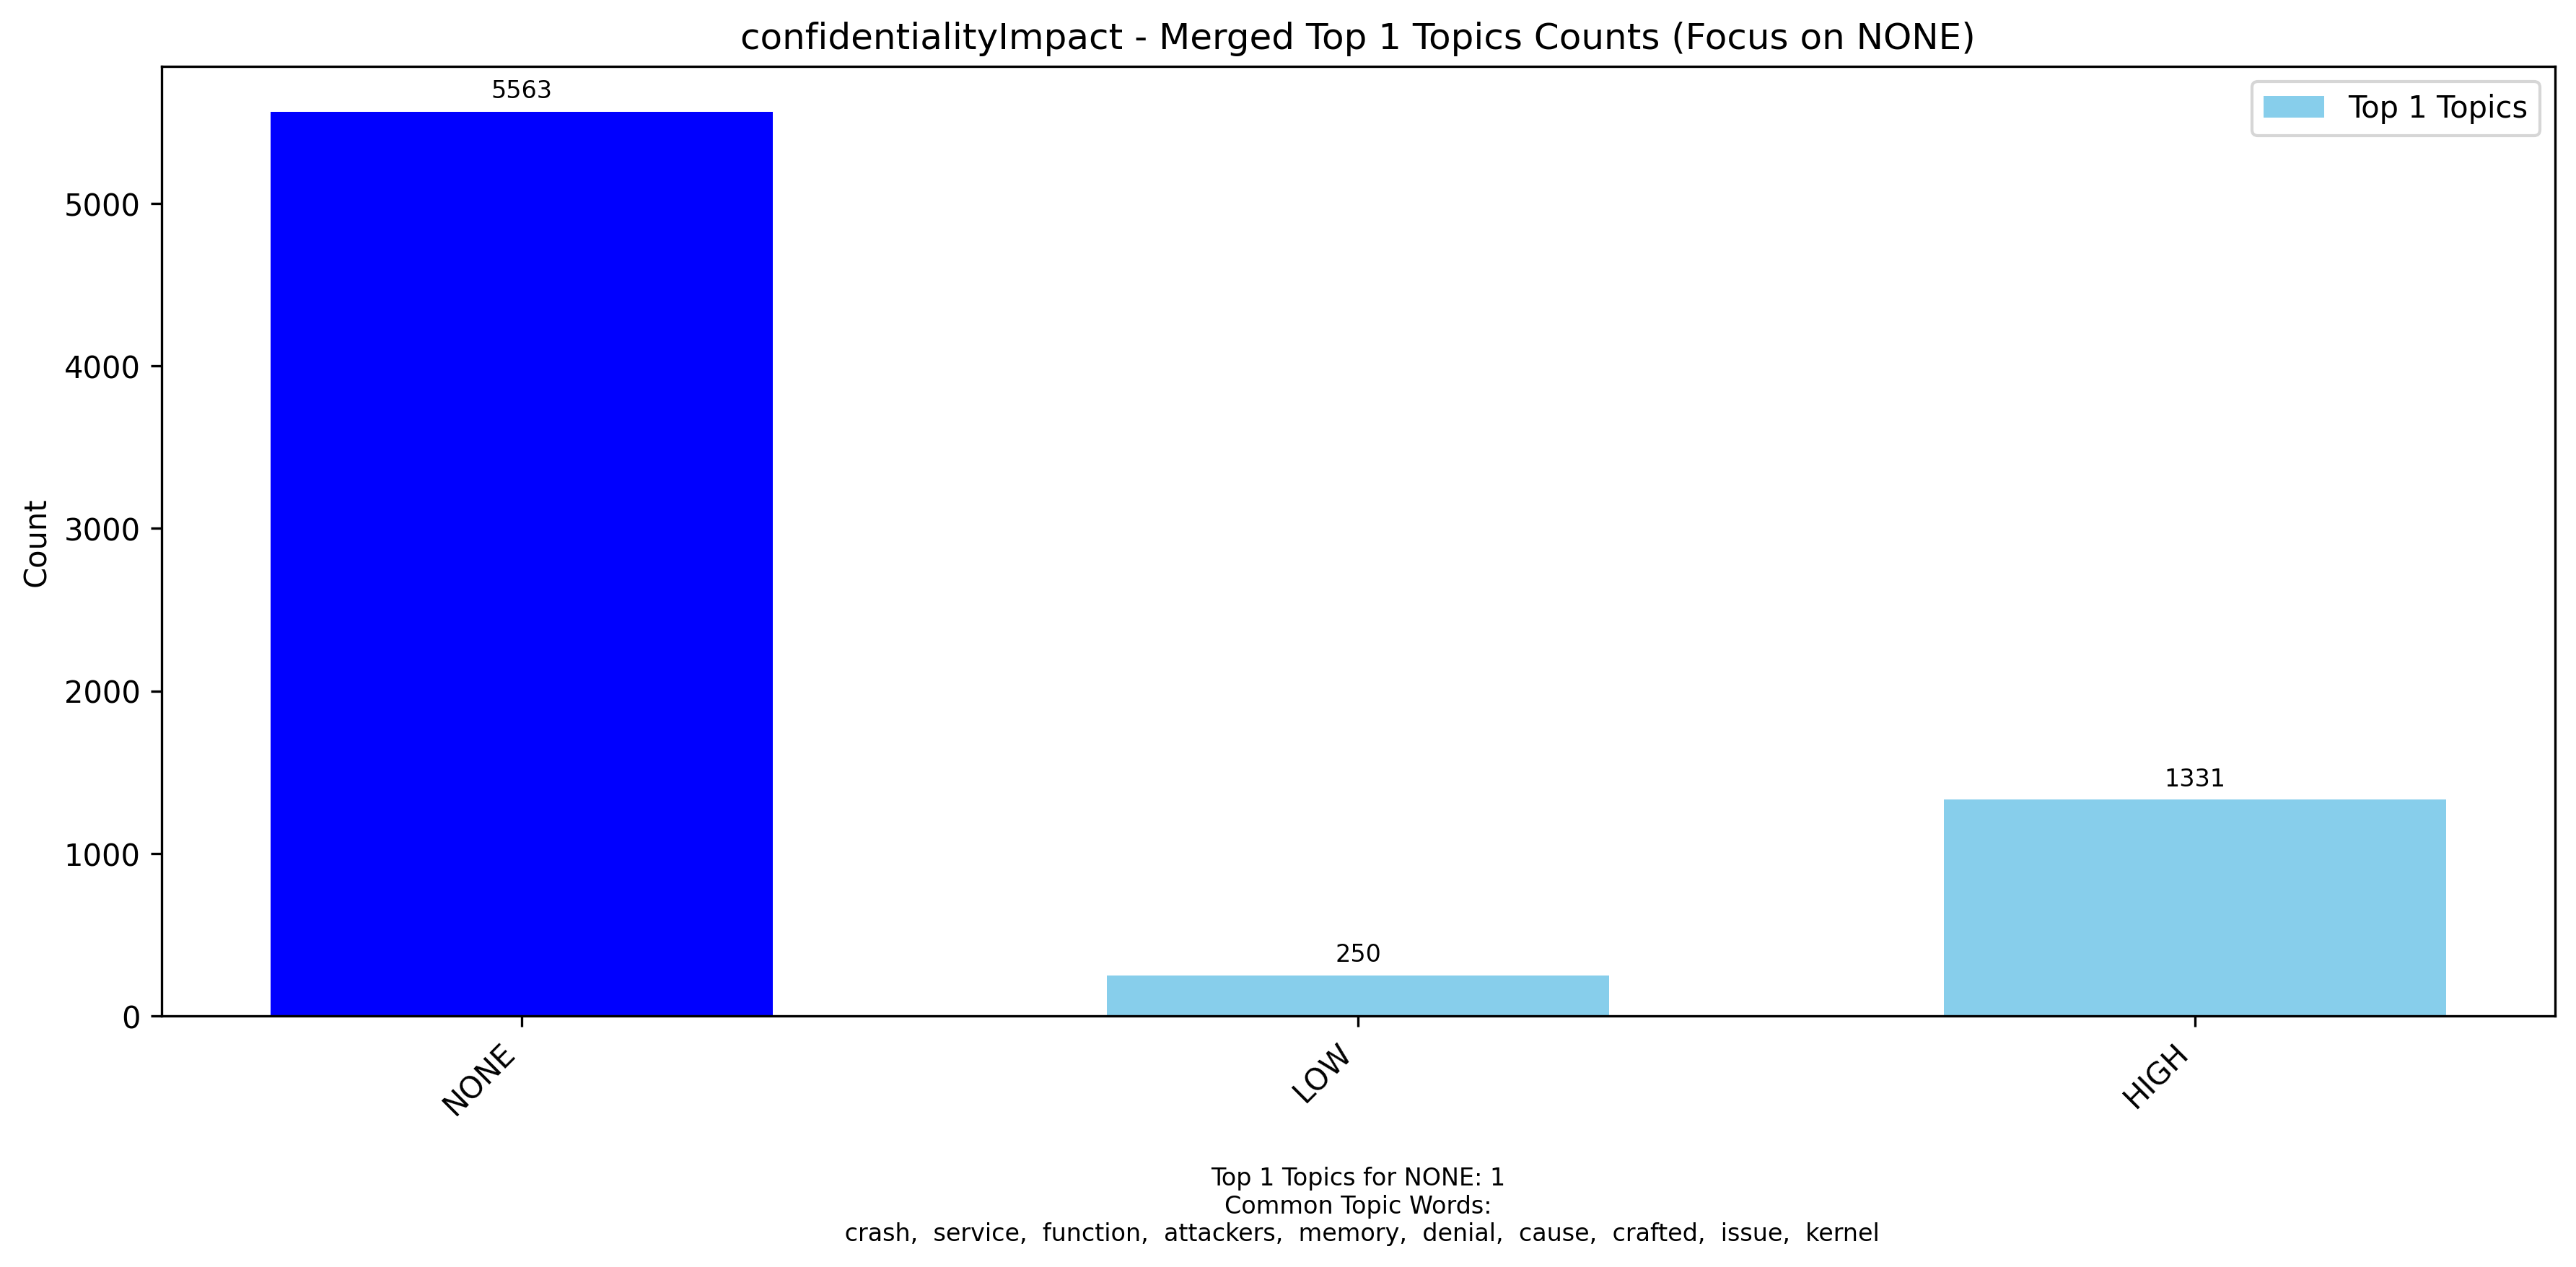 confidentialityImpact - Merged Top 1 Topics Counts (Focus on NONE)
5563
Top 1 Topics
5000
4000
3000
2000
1000
0
Count
1331
250
NONE
LOW
HIGH
Top 1 Topics for NONE: 1
Common Topic Words:
crash,  service,  function,  attackers,  memory,  denial,  cause,  crafted,  issue,  kernel